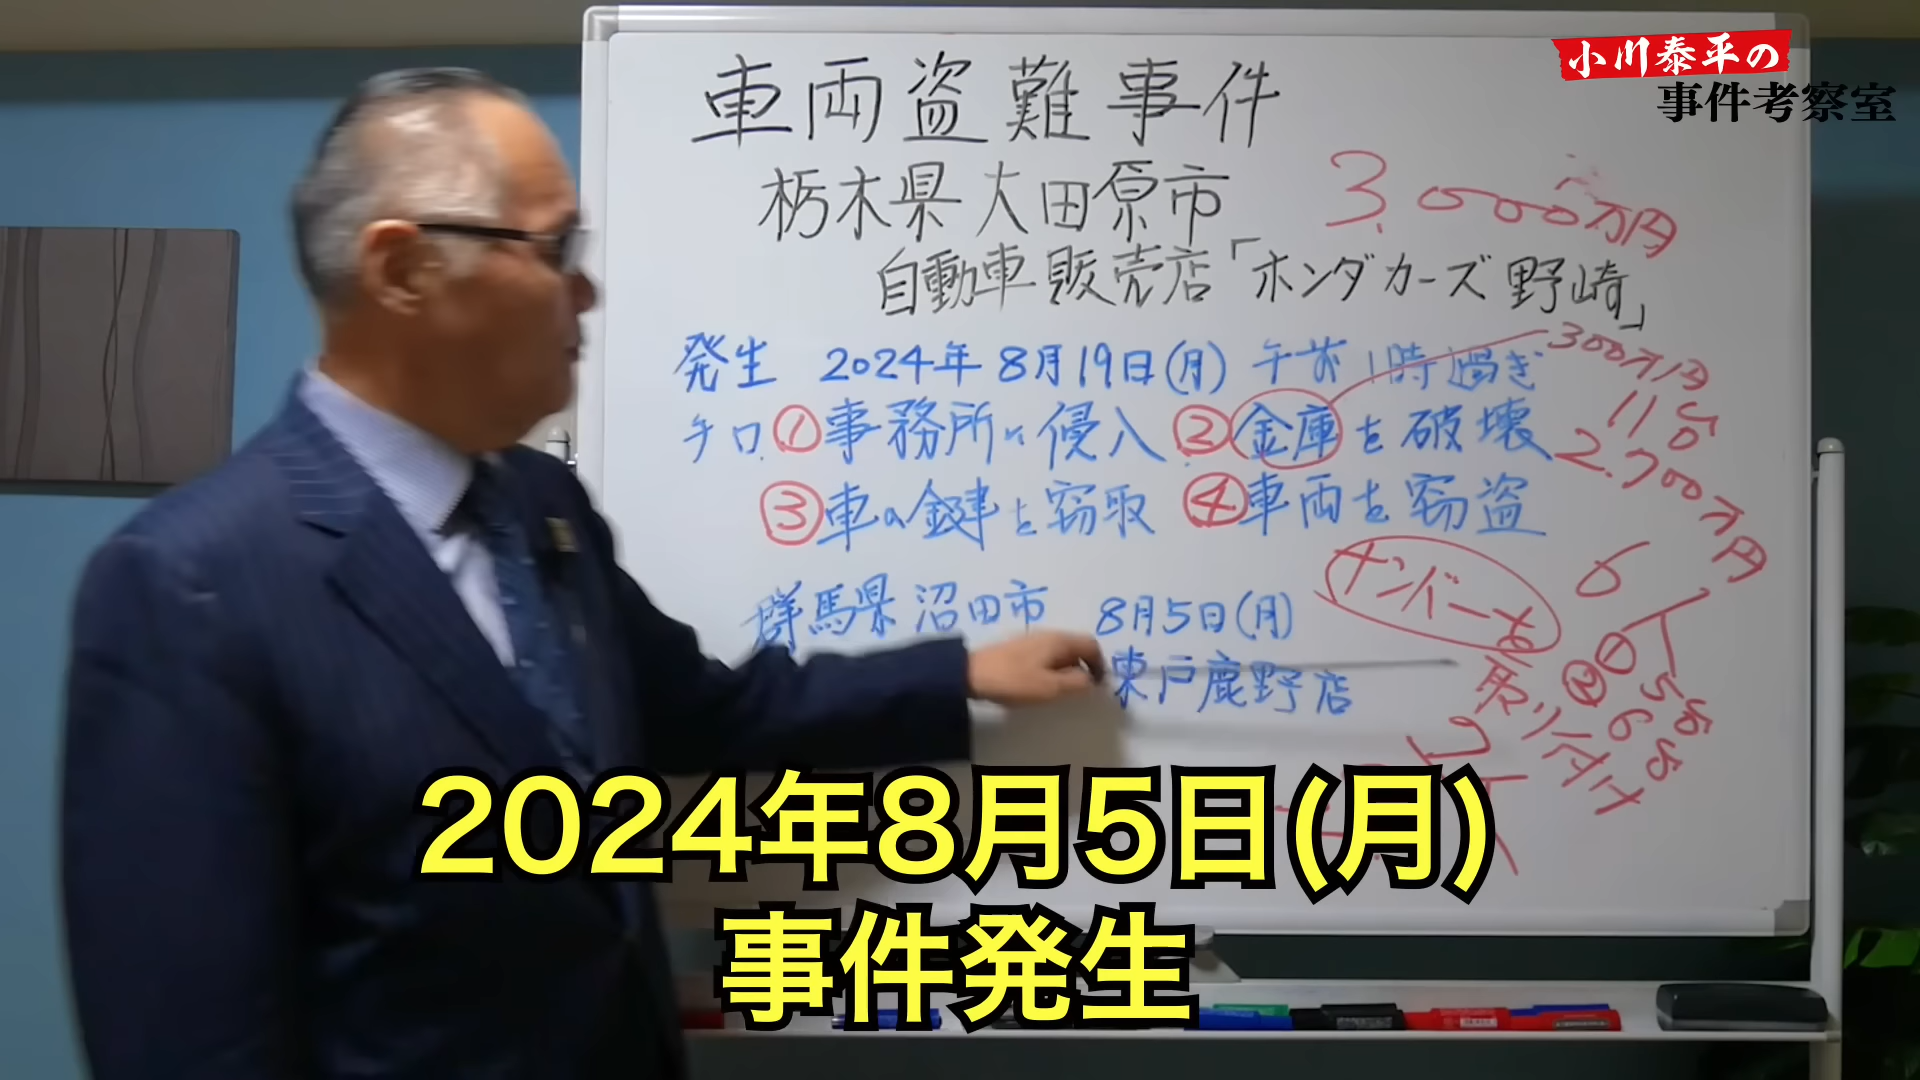 小川泰平の
事件考察室
車両盗難事件
栃木県大田原市
3.000万円
自動車販売店「ホンダカーズ野崎」
発生 2024年8月19日(月) 午前1時過ぎ
300万円
手口 ①事務所に侵入 ②金庫を破壊
11台
2.700万円
③車の鍵を窃取 ④車両を窃盗
ナンバーを
取り付け
6
①5台
②6台
群馬県沼田市 8月5日(月)
東戸鹿野店
2024年8月5日(月)
事件発生